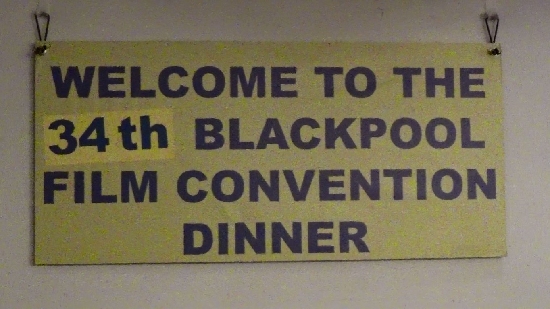 WELCOME TO THE
34th BLACKPOOL
FILM CONVENTION
DINNER